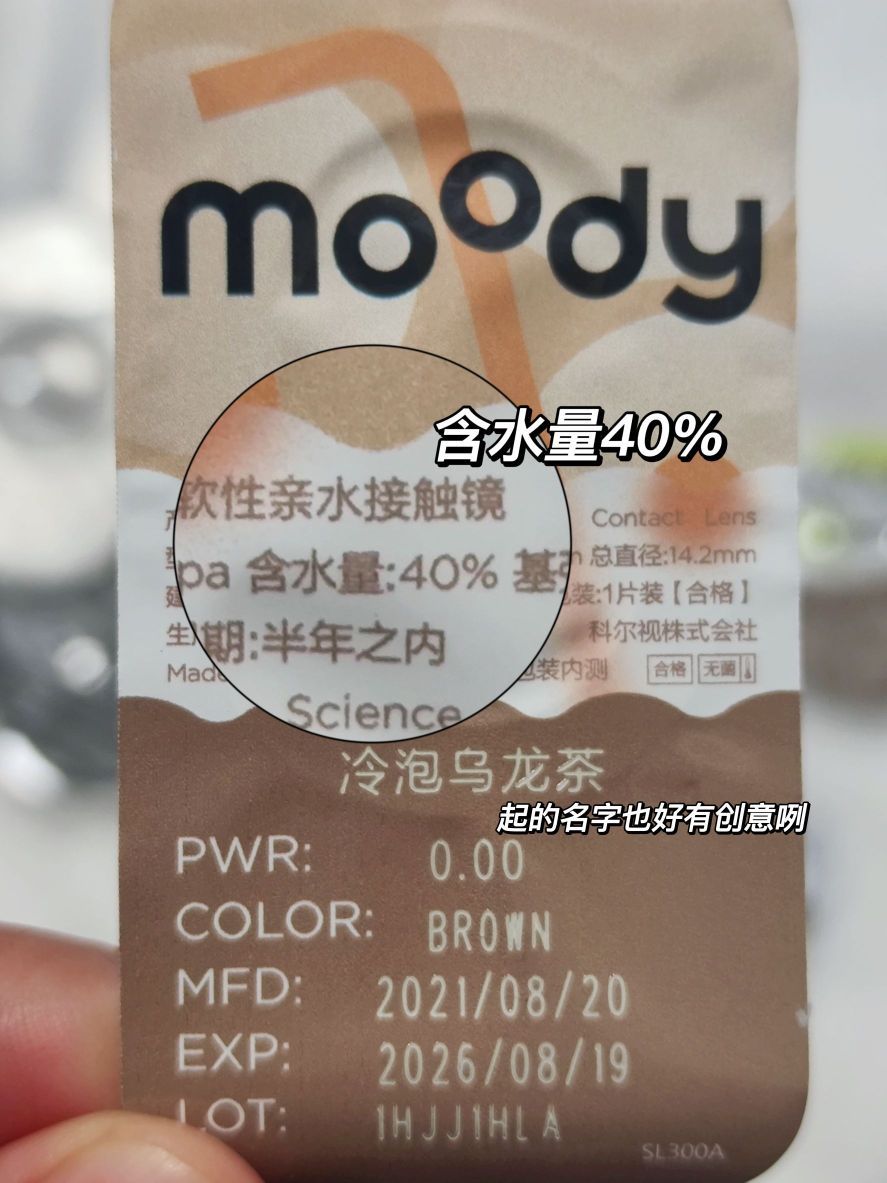 moody
含水量40%
软性亲水接触镜
Contact Lens
pa 含水量:40% 基
总直径:14.2mm
期:半年之内
装:1片装【合格】
科尔视株式会社
Made
包装内测
合格 无菌
Science
冷泡乌龙茶
起的名字也好有创意咧
PWR: 0.00
COLOR: BROWN
MFD: 2021/08/20
EXP: 2026/08/19
LOT: 1HJJ1HLA
SL300A